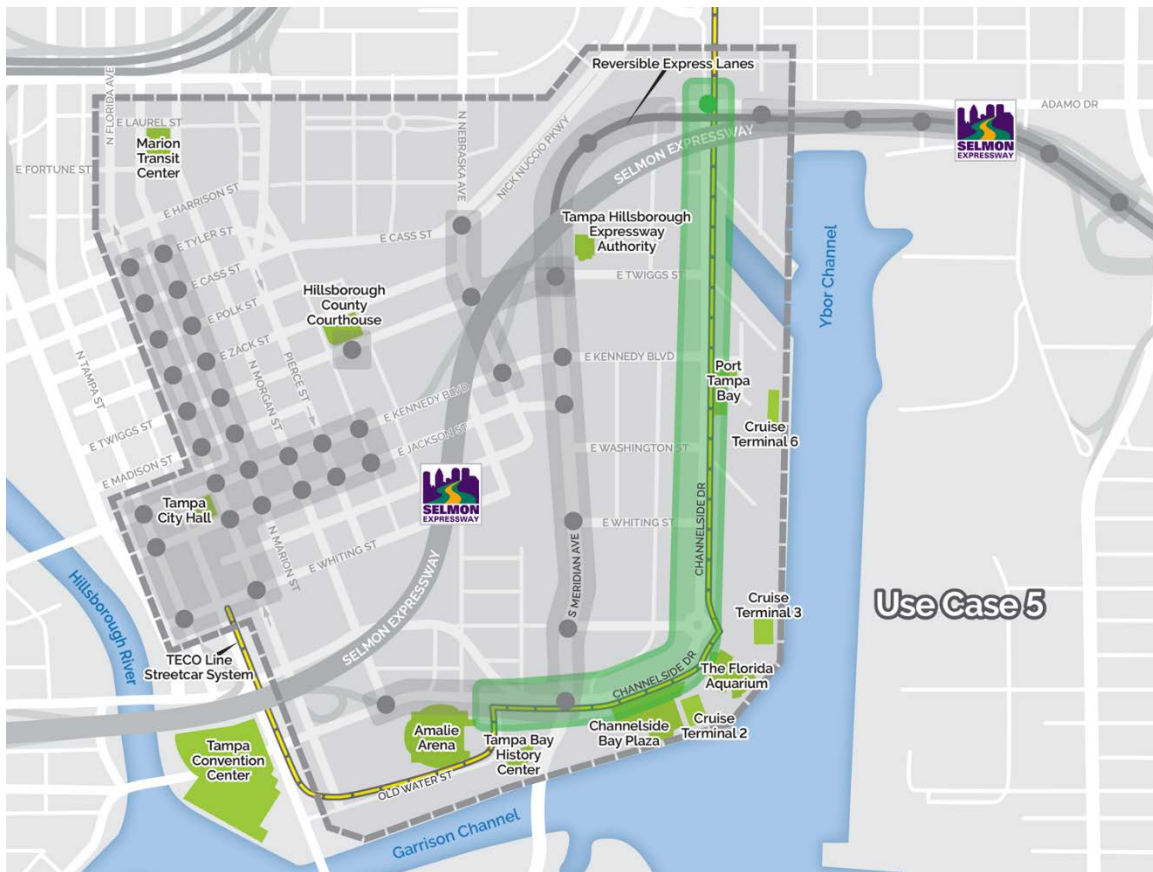 Reversible Express Lanes
ADAMO DR
SELMON
EXPRESSWAY
N FLORIDA AVE
E LAUREL ST
Marion
Transit
Center
E FORTUNE ST
N NEBRASKA AVE
NICK NUCCIO PKWY
SELMON EXPRESSWAY
E HARRISON ST
E TYLER ST
E CASS ST
E CASS ST
Tampa Hillsborough
Expressway
Authority
E TWIGGS ST
Ybor Channel
Hillsborough
County
Courthouse
E POLK ST
E ZACK ST
PIERCE ST
N MORGAN ST
N TAMPA ST
E KENNEDY BLVD
E KENNEDY BLVD
E JACKSON ST
Port
Tampa
Bay
Cruise
Terminal 6
E TWIGGS ST
E MADISON ST
E WASHINGTON ST
SELMON
EXPRESSWAY
Tampa
City Hall
N MARION ST
E WHITING ST
E WHITING ST
CHANNELSIDE DR
S MERIDIAN AVE
Hillsborough River
SELMON EXPRESSWAY
Cruise
Terminal 3
Use Case 5
TECO Line
Streetcar System
CHANNELSIDE DR
The Florida
Aquarium
Amalie
Arena
Tampa Bay
History
Center
Channelside
Bay Plaza
Cruise
Terminal 2
Tampa
Convention
Center
OLD WATER ST
Garrison Channel